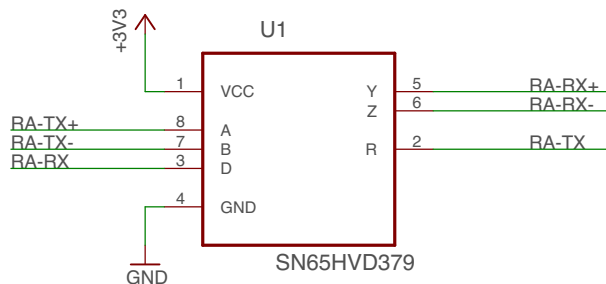 +3V3
U1
1 VCC Y 5 RA-RX+
Z 6 RA-RX-
RA-TX+ 8 A
RA-TX- 7 B R 2 RA-TX
RA-RX 3 D
4 GND
GND
SN65HVD379